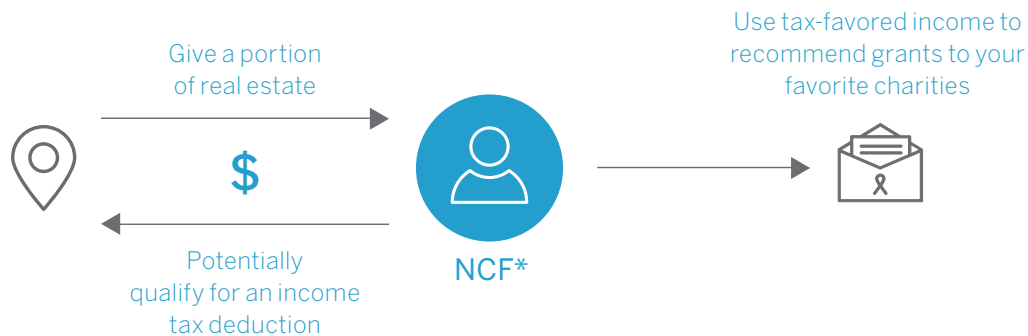 Give a portion
of real estate
$
Potentially
qualify for an income
tax deduction
NCF*
Use tax-favored income to
recommend grants to your
favorite charities